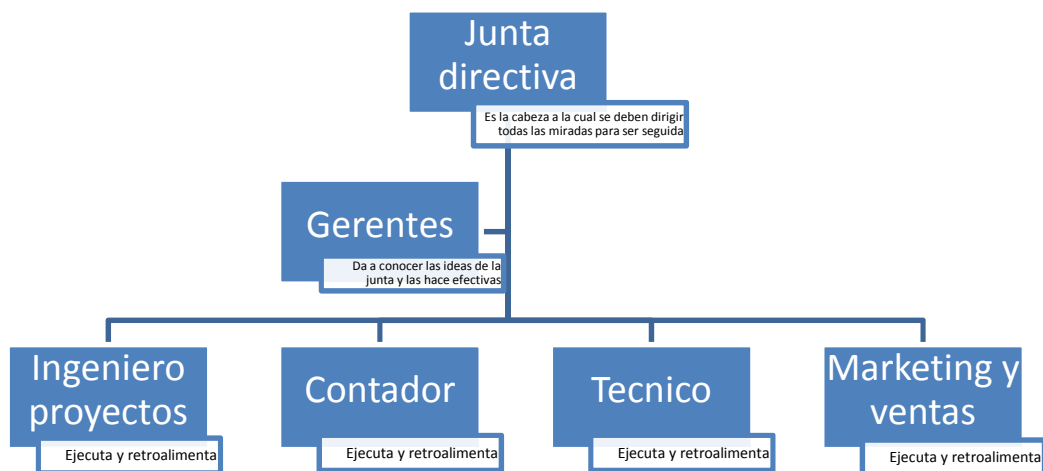 Junta
directiva
Es la cabeza a la cual se deben dirigir
todas las miradas para ser seguida
Gerentes
Da a conocer las ideas de la
junta y las hace efectivas
Ingeniero
proyectos
Ejecuta y retroalimenta
Contador
Ejecuta y retroalimenta
Tecnico
Ejecuta y retroalimenta
Marketing y
ventas
Ejecuta y retroalimenta